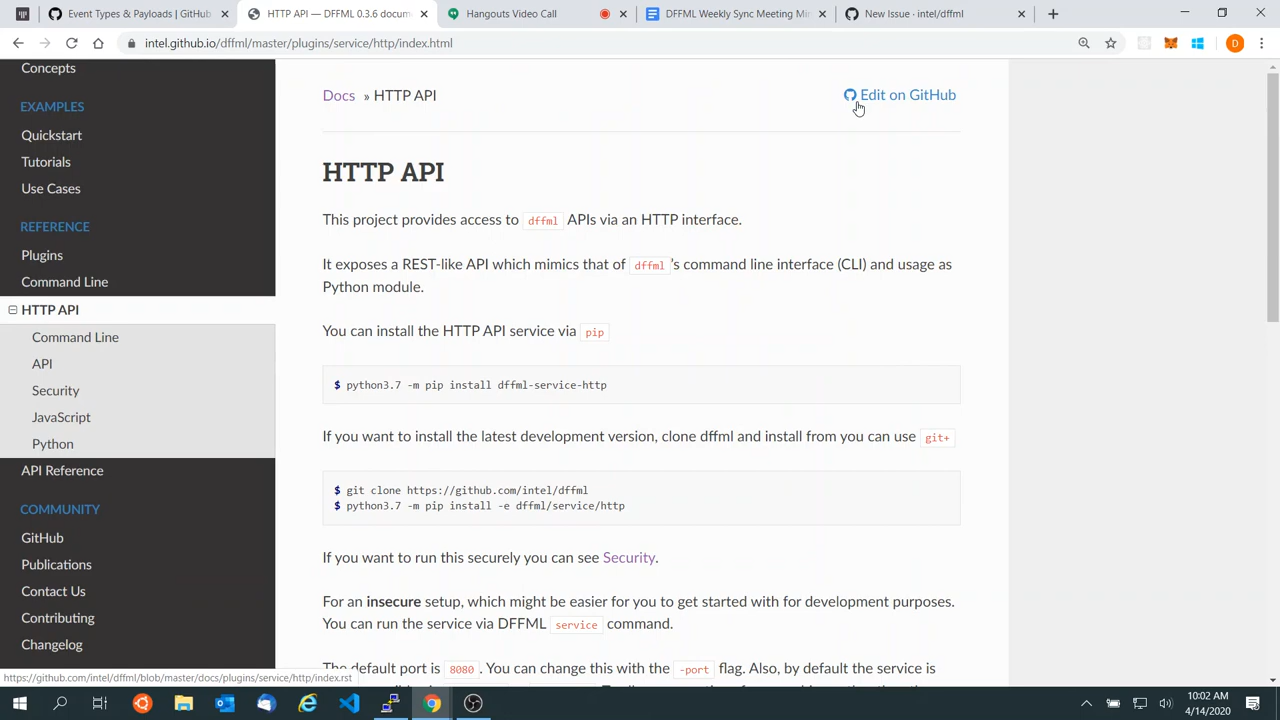 Event Types & Payloads | GitHub
HTTP API — DFFML 0.3.6 docum
Hangouts Video Call
DFFML Weekly Sync Meeting Mi
New Issue · intel/dffml
intel.github.io/dffml/master/plugins/service/http/index.html
D
Concepts
EXAMPLES
Quickstart
Tutorials
Use Cases
REFERENCE
Plugins
Command Line
HTTP API
Command Line
API
Security
JavaScript
Python
API Reference
COMMUNITY
GitHub
Publications
Contact Us
Contributing
Changelog
Docs » HTTP API
Edit on GitHub
HTTP API
This project provides access to dffml APIs via an HTTP interface.
It exposes a REST-like API which mimics that of dffml's command line interface (CLI) and usage as
Python module.
You can install the HTTP API service via pip
$ python3.7 -m pip install dffml-service-http
If you want to install the latest development version, clone dffml and install from you can use git+
$ git clone https://github.com/intel/dffml
$ python3.7 -m pip install -e dffml/service/http
If you want to run this securely you can see Security.
For an insecure setup, which might be easier for you to get started with for development purposes.
You can run the service via DFFML service command.
The default port is 8080. You can change this with the -port flag. Also, by default the service is
https://github.com/intel/dffml/blob/master/docs/plugins/service/http/index.rst
10:02 AM
4/14/2020